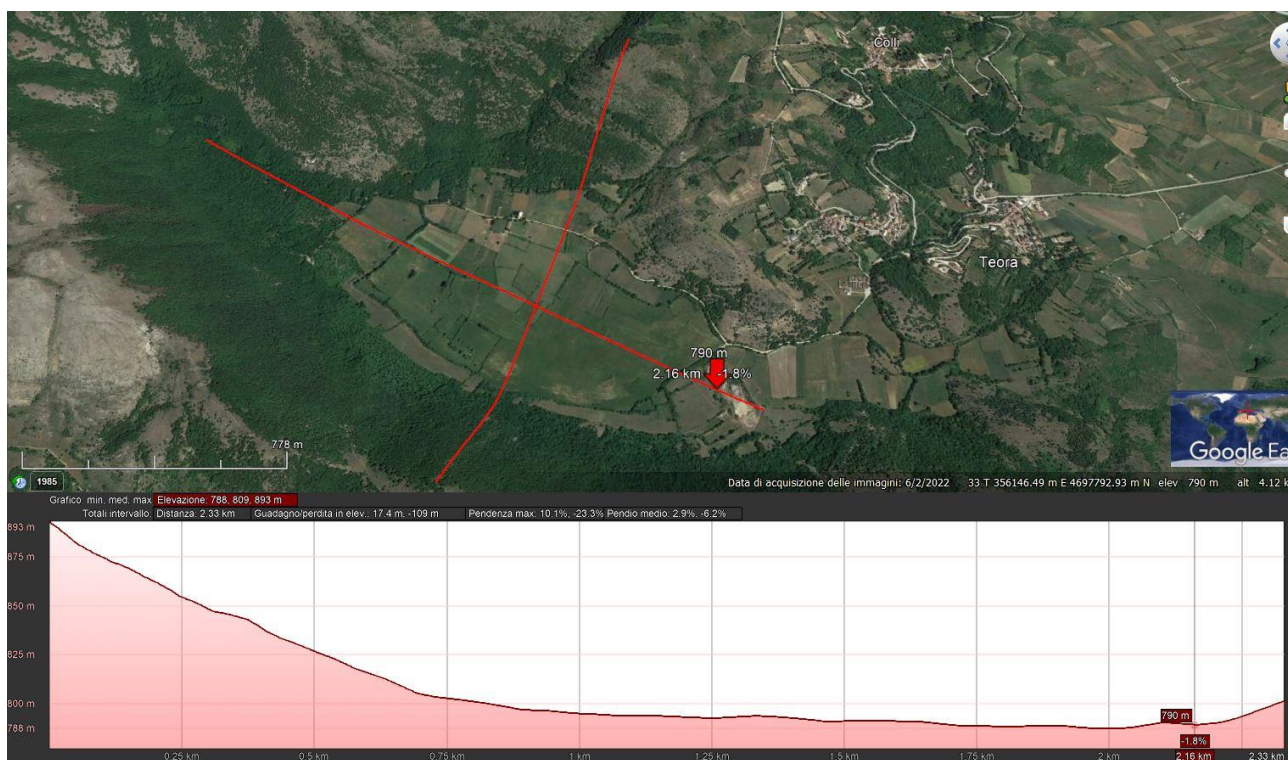 Colli
Teora
790 m
2.16 km -1.8%
778 m
Google Ea
1985
Data di acquisizione delle immagini: 6/2/2022 33 T 356146.49 m E 4697792.93 m N elev 790 m alt 4.12 k
Grafico min. med. max Elevazione: 788, 809, 893 m
Totali intervallo: Distanza: 2.33 km Guadagno/perdita in elev.: 17.4 m, -109 m Pendenza max: 10.1%, -23.3% Pendio medio: 2.9%, -6.2%
893 m
875 m
850 m
825 m
800 m
788 m
790 m
-1.8%
0.25 km 0.5 km 0.75 km 1 km 1.25 km 1.5 km 1.75 km 2 km 2.16 km 2.33 km